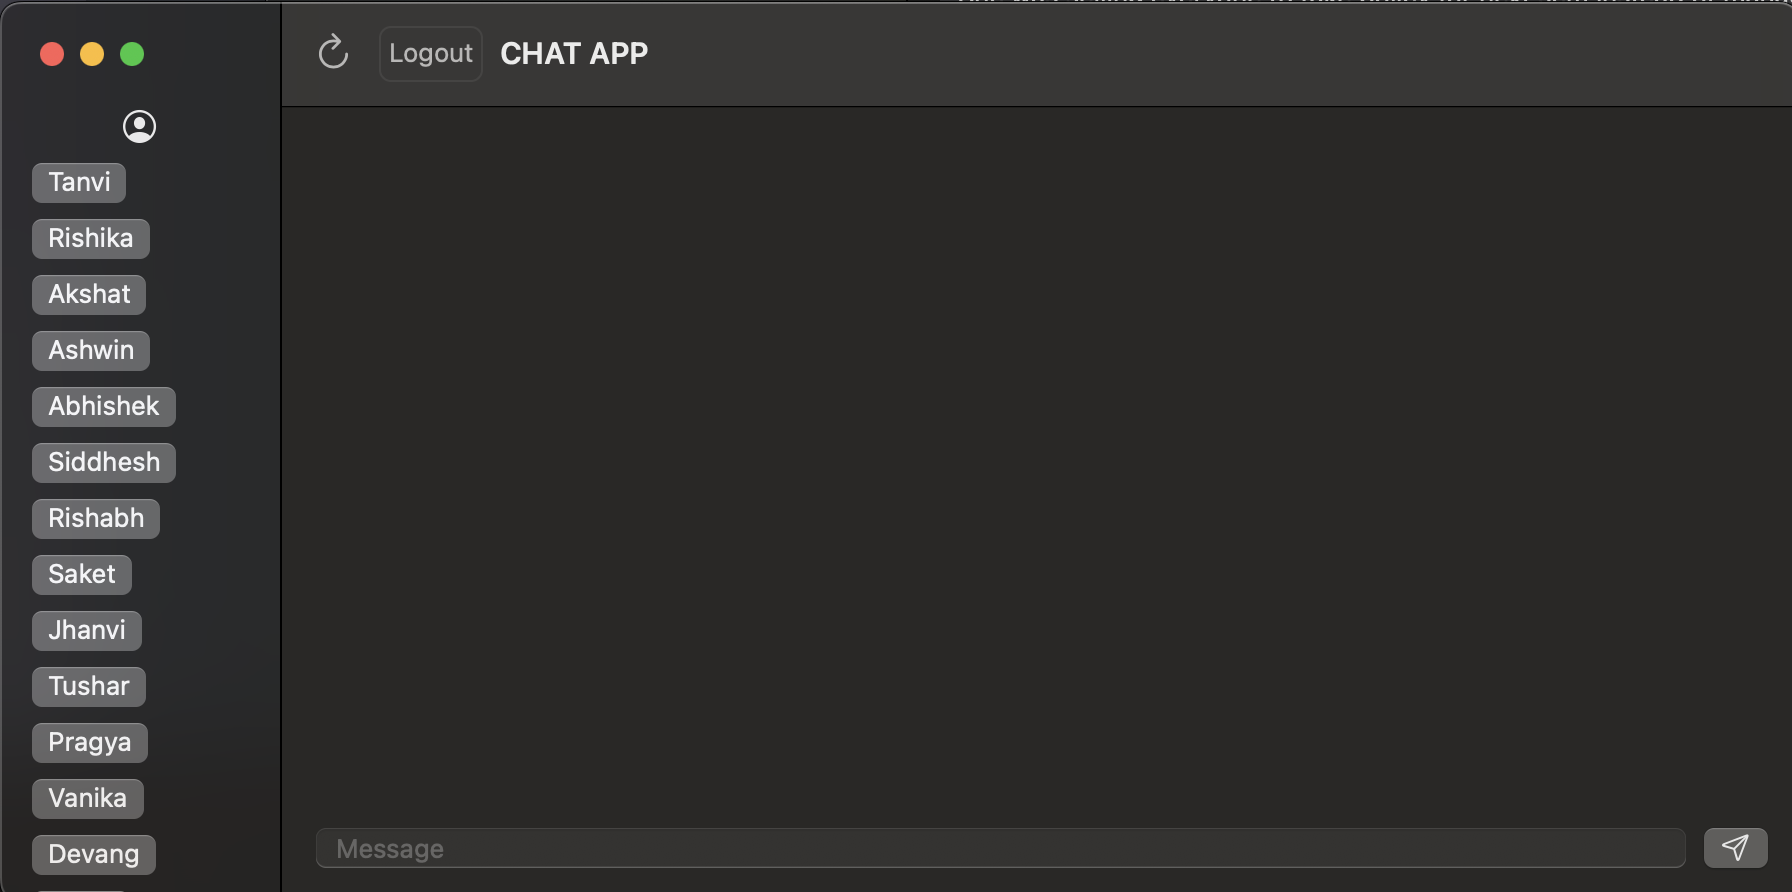 Logout CHAT APP
Tanvi
Rishika
Akshat
Ashwin
Abhishek
Siddhesh
Rishabh
Saket
Jhanvi
Tushar
Pragya
Vanika
Devang
Message